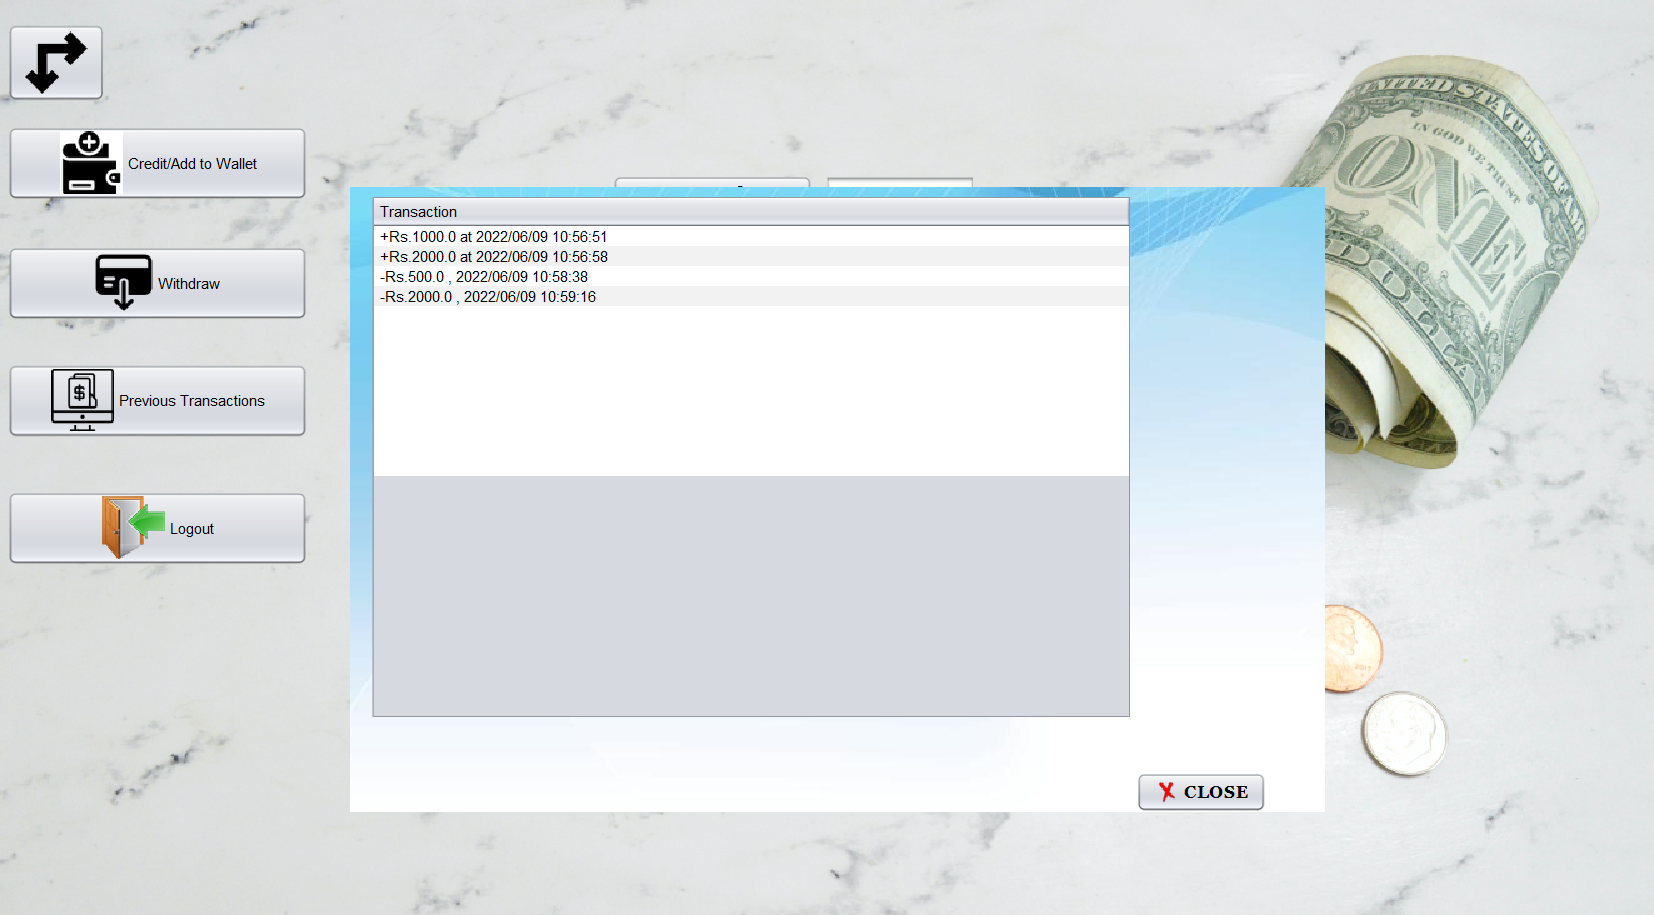 Credit/Add to Wallet
Withdraw
Previous Transactions
Logout
Transaction
+Rs.1000.0 at 2022/06/09 10:56:51
+Rs.2000.0 at 2022/06/09 10:56:58
-Rs.500.0 , 2022/06/09 10:58:38
-Rs.2000.0 , 2022/06/09 10:59:16
CLOSE
UNITED STATES OF AM
IN GOD WE TRUST
ONE
DOLLA